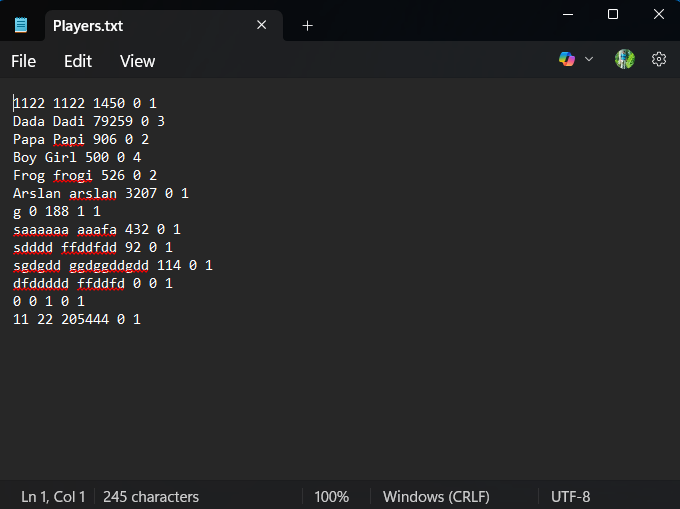 Players.txt
File Edit View
1122 1122 1450 0 1
Dada Dadi 79259 0 3
Papa Papi 906 0 2
Boy Girl 500 0 4
Frog frogi 526 0 2
Arslan arslan 3207 0 1
g 0 188 1 1
saaaaaa aaafa 432 0 1
sdddd ffddfdd 92 0 1
sgdgdd ggdggddgdd 114 0 1
dfddddd ffddfd 0 0 1
0 0 1 0 1
11 22 205444 0 1
Ln 1, Col 1 245 characters 100% Windows (CRLF) UTF-8